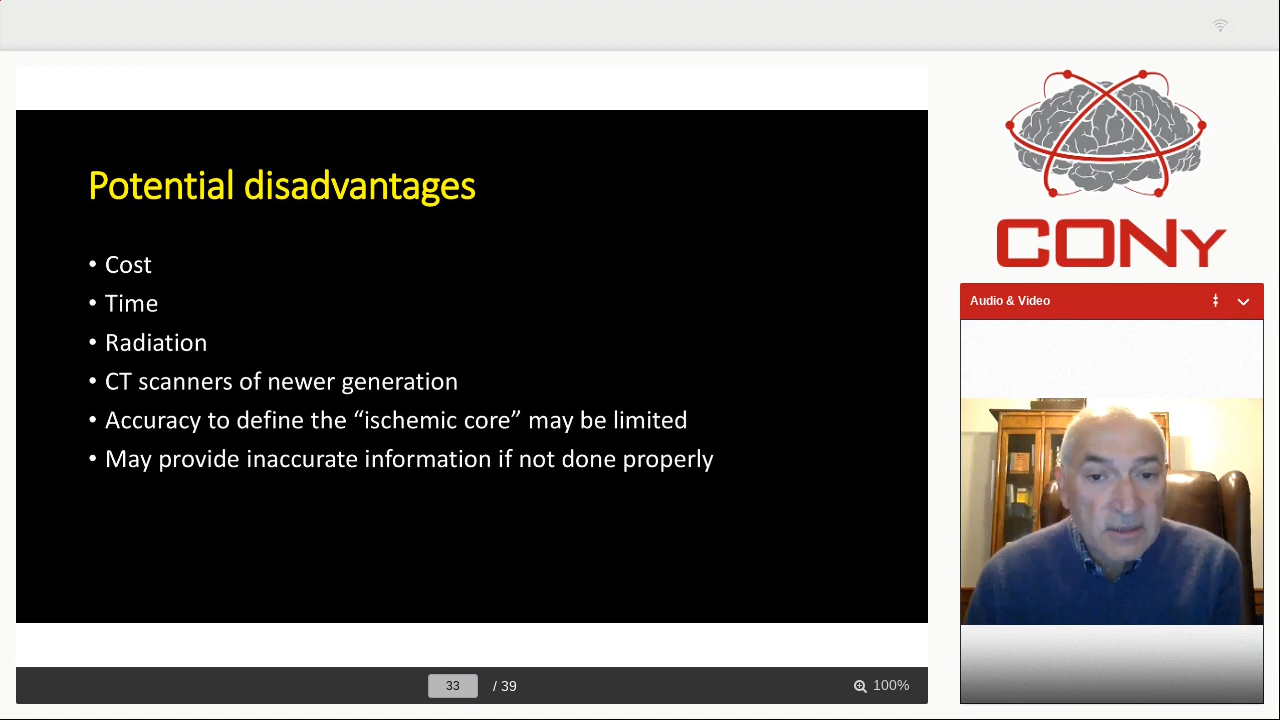 Potential disadvantages
• Cost
• Time
• Radiation
• CT scanners of newer generation
• Accuracy to define the “ischemic core” may be limited
• May provide inaccurate information if not done properly
33 / 39
100%
CONy
Audio & Video